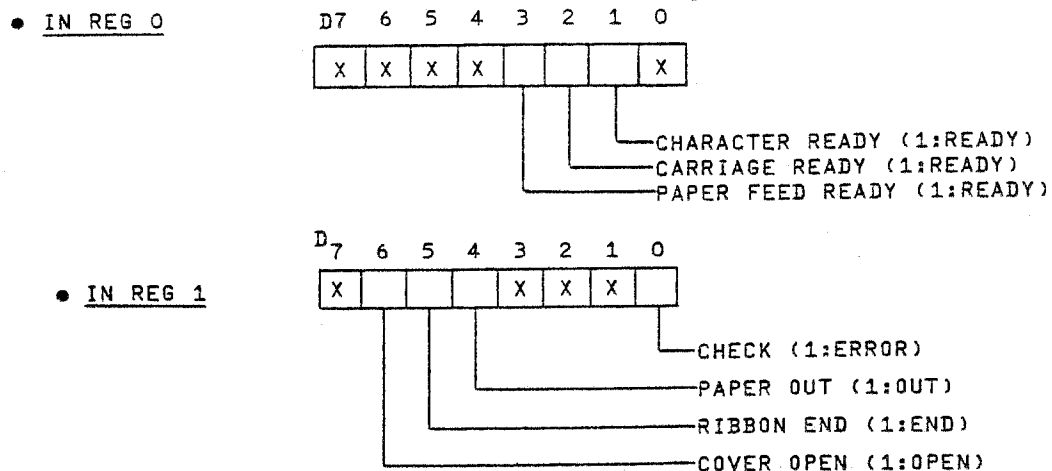 ● IN REG 0
D7 6 5 4 3 2 1 0
X X X X X
CHARACTER READY (1:READY)
CARRIAGE READY (1:READY)
PAPER FEED READY (1:READY)
D7 6 5 4 3 2 1 0
● IN REG 1
X X X X
CHECK (1:ERROR)
PAPER OUT (1:OUT)
RIBBON END (1:END)
COVER OPEN (1:OPEN)